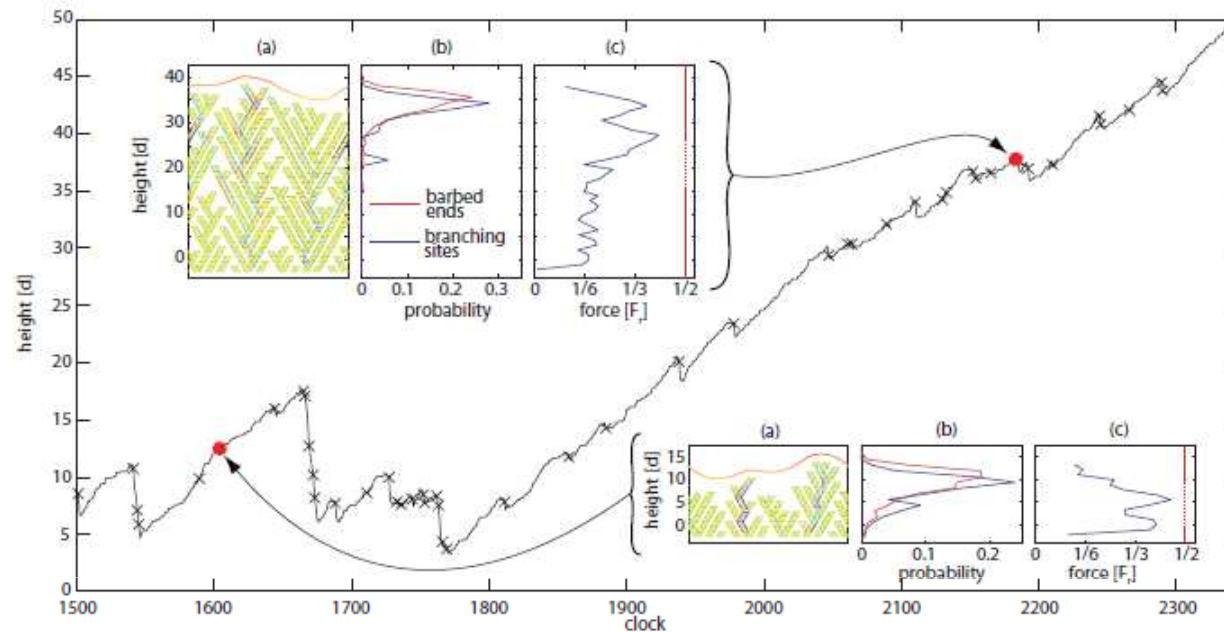 50
45
40
35
30
25
20
15
10
5
0
height [d]
1500
1600
1700
1800
1900
2000
2100
2200
2300
clock
(a)
(b)
(c)
40
30
20
10
0
height [d]
barbed
ends
branching
sites
0
0.1
0.2
0.3
probability
0
1/6
1/3
1/2
force [Fr]
(a)
(b)
(c)
15
10
5
0
height [d]
0
0.1
0.2
probability
0
1/6
1/3
1/2
force [Fr]